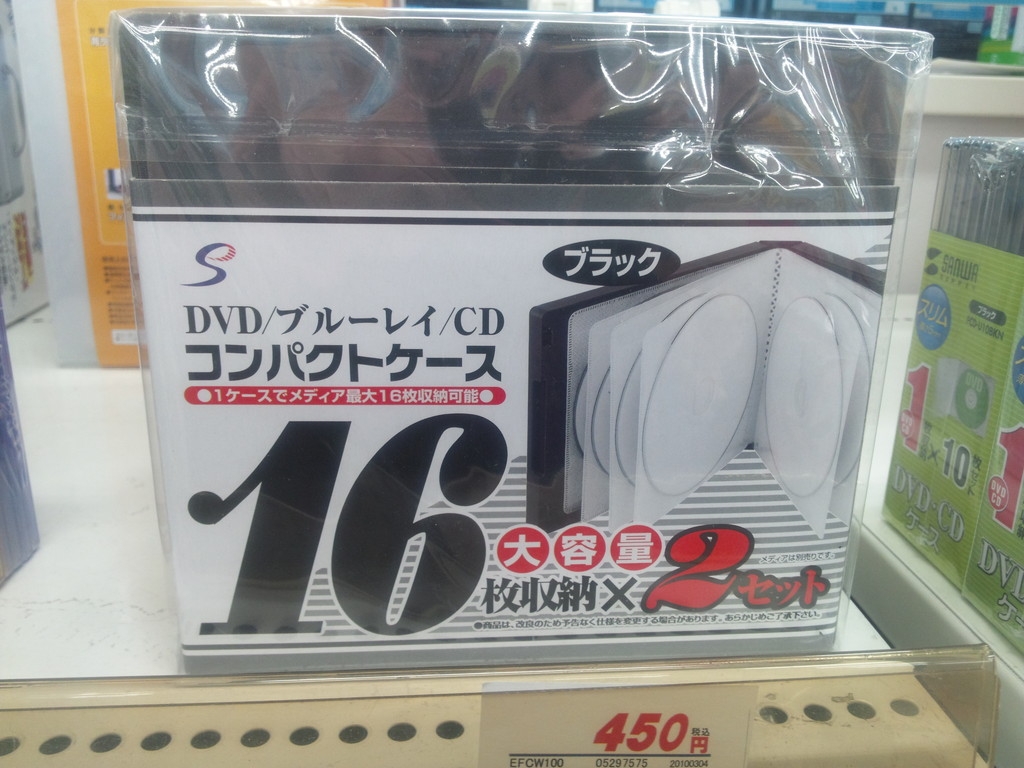 ブラック
DVD/ブルーレイ/CD
コンパクトケース
●1ケースでメディア最大16枚収納可能●
16
大容量
枚収納×2セット
メディアは別売りです
●商品は、改良のため予告なく仕様を変更する場合があります。あらかじめご了承下さい。
450円
税込
EFCW100 05297575 20100304
SANWA
スリム
ブラック
DVD
1
×10
DVD・CD
ケース
DVD
CD
1
DVD